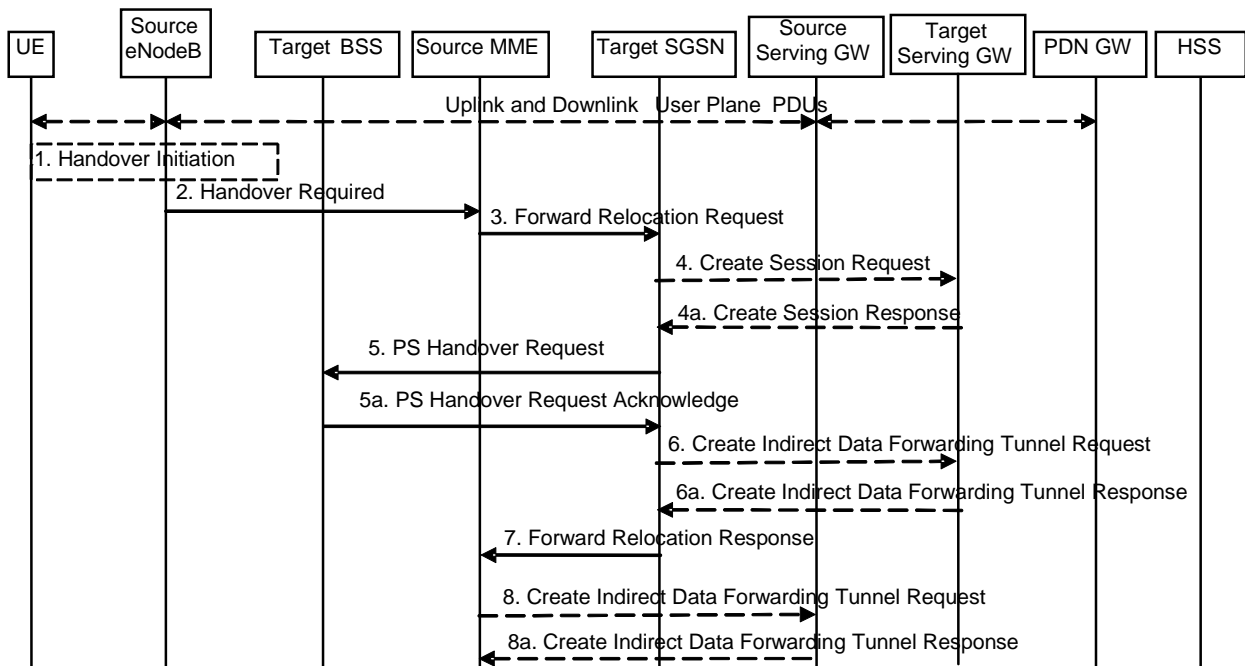 UE
Source
eNodeB
Target BSS
Source MME
Target SGSN
Source
Serving GW
Target
Serving GW
PDN GW
HSS
Uplink and Downlink User Plane PDUs
1. Handover Initiation
2. Handover Required
3. Forward Relocation Request
4. Create Session Request
4a. Create Session Response
5. PS Handover Request
5a. PS Handover Request Acknowledge
6. Create Indirect Data Forwarding Tunnel Request
6a. Create Indirect Data Forwarding Tunnel Response
7. Forward Relocation Response
8. Create Indirect Data Forwarding Tunnel Request
8a. Create Indirect Data Forwarding Tunnel Response